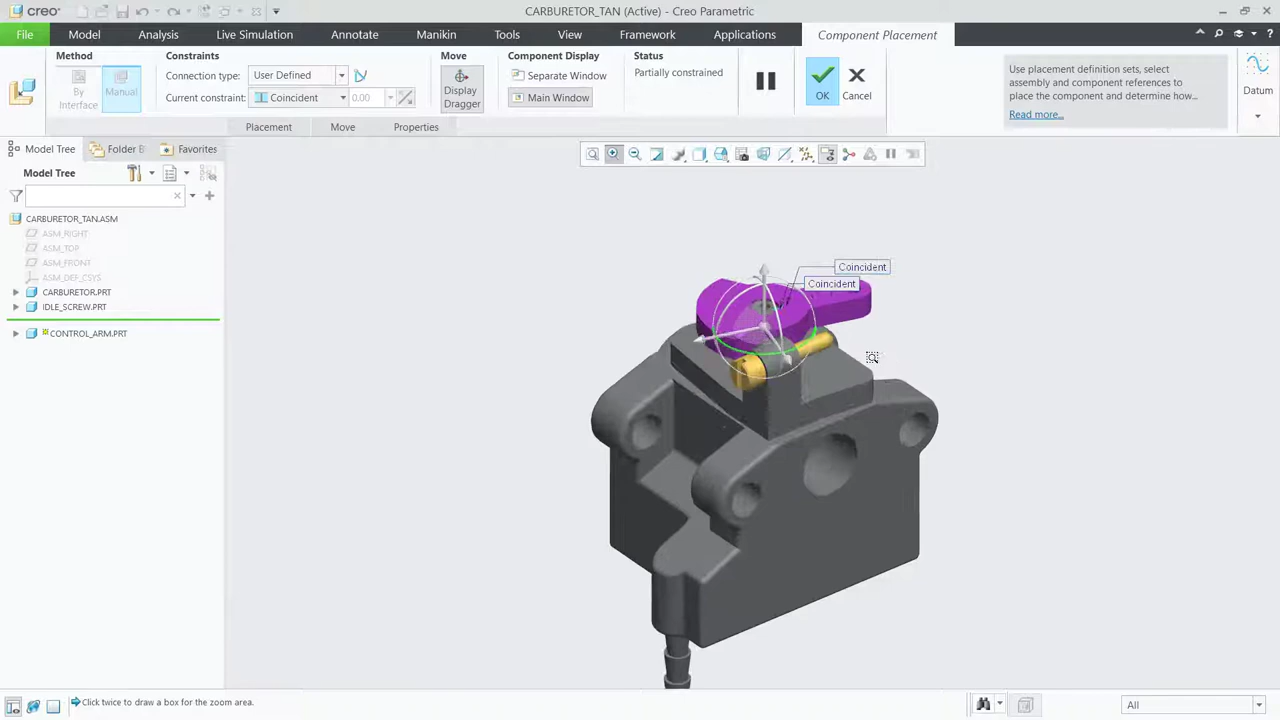 creo
CARBURETOR_TAN (Active) - Creo Parametric
File
Model
Analysis
Live Simulation
Annotate
Manikin
Tools
View
Framework
Applications
Component Placement
Method
Constraints
Move
Component Display
Status
By Interface
Manual
Connection type:
User Defined
Current constraint:
Coincident
0.00
Display Dragger
Separate Window
Main Window
Partially constrained
OK
Cancel
Use placement definition sets, select
assembly and component references to
place the component and determine how...
Read more...
Datum
Placement
Move
Properties
Model Tree
Folder B
Favorites
Model Tree
CARBURETOR_TAN.ASM
ASM_RIGHT
ASM_TOP
ASM_FRONT
ASM_DEF_CSYS
CARBURETOR.PRT
IDLE_SCREW.PRT
CONTROL_ARM.PRT
Coincident
Coincident
Click twice to draw a box for the zoom area.
All